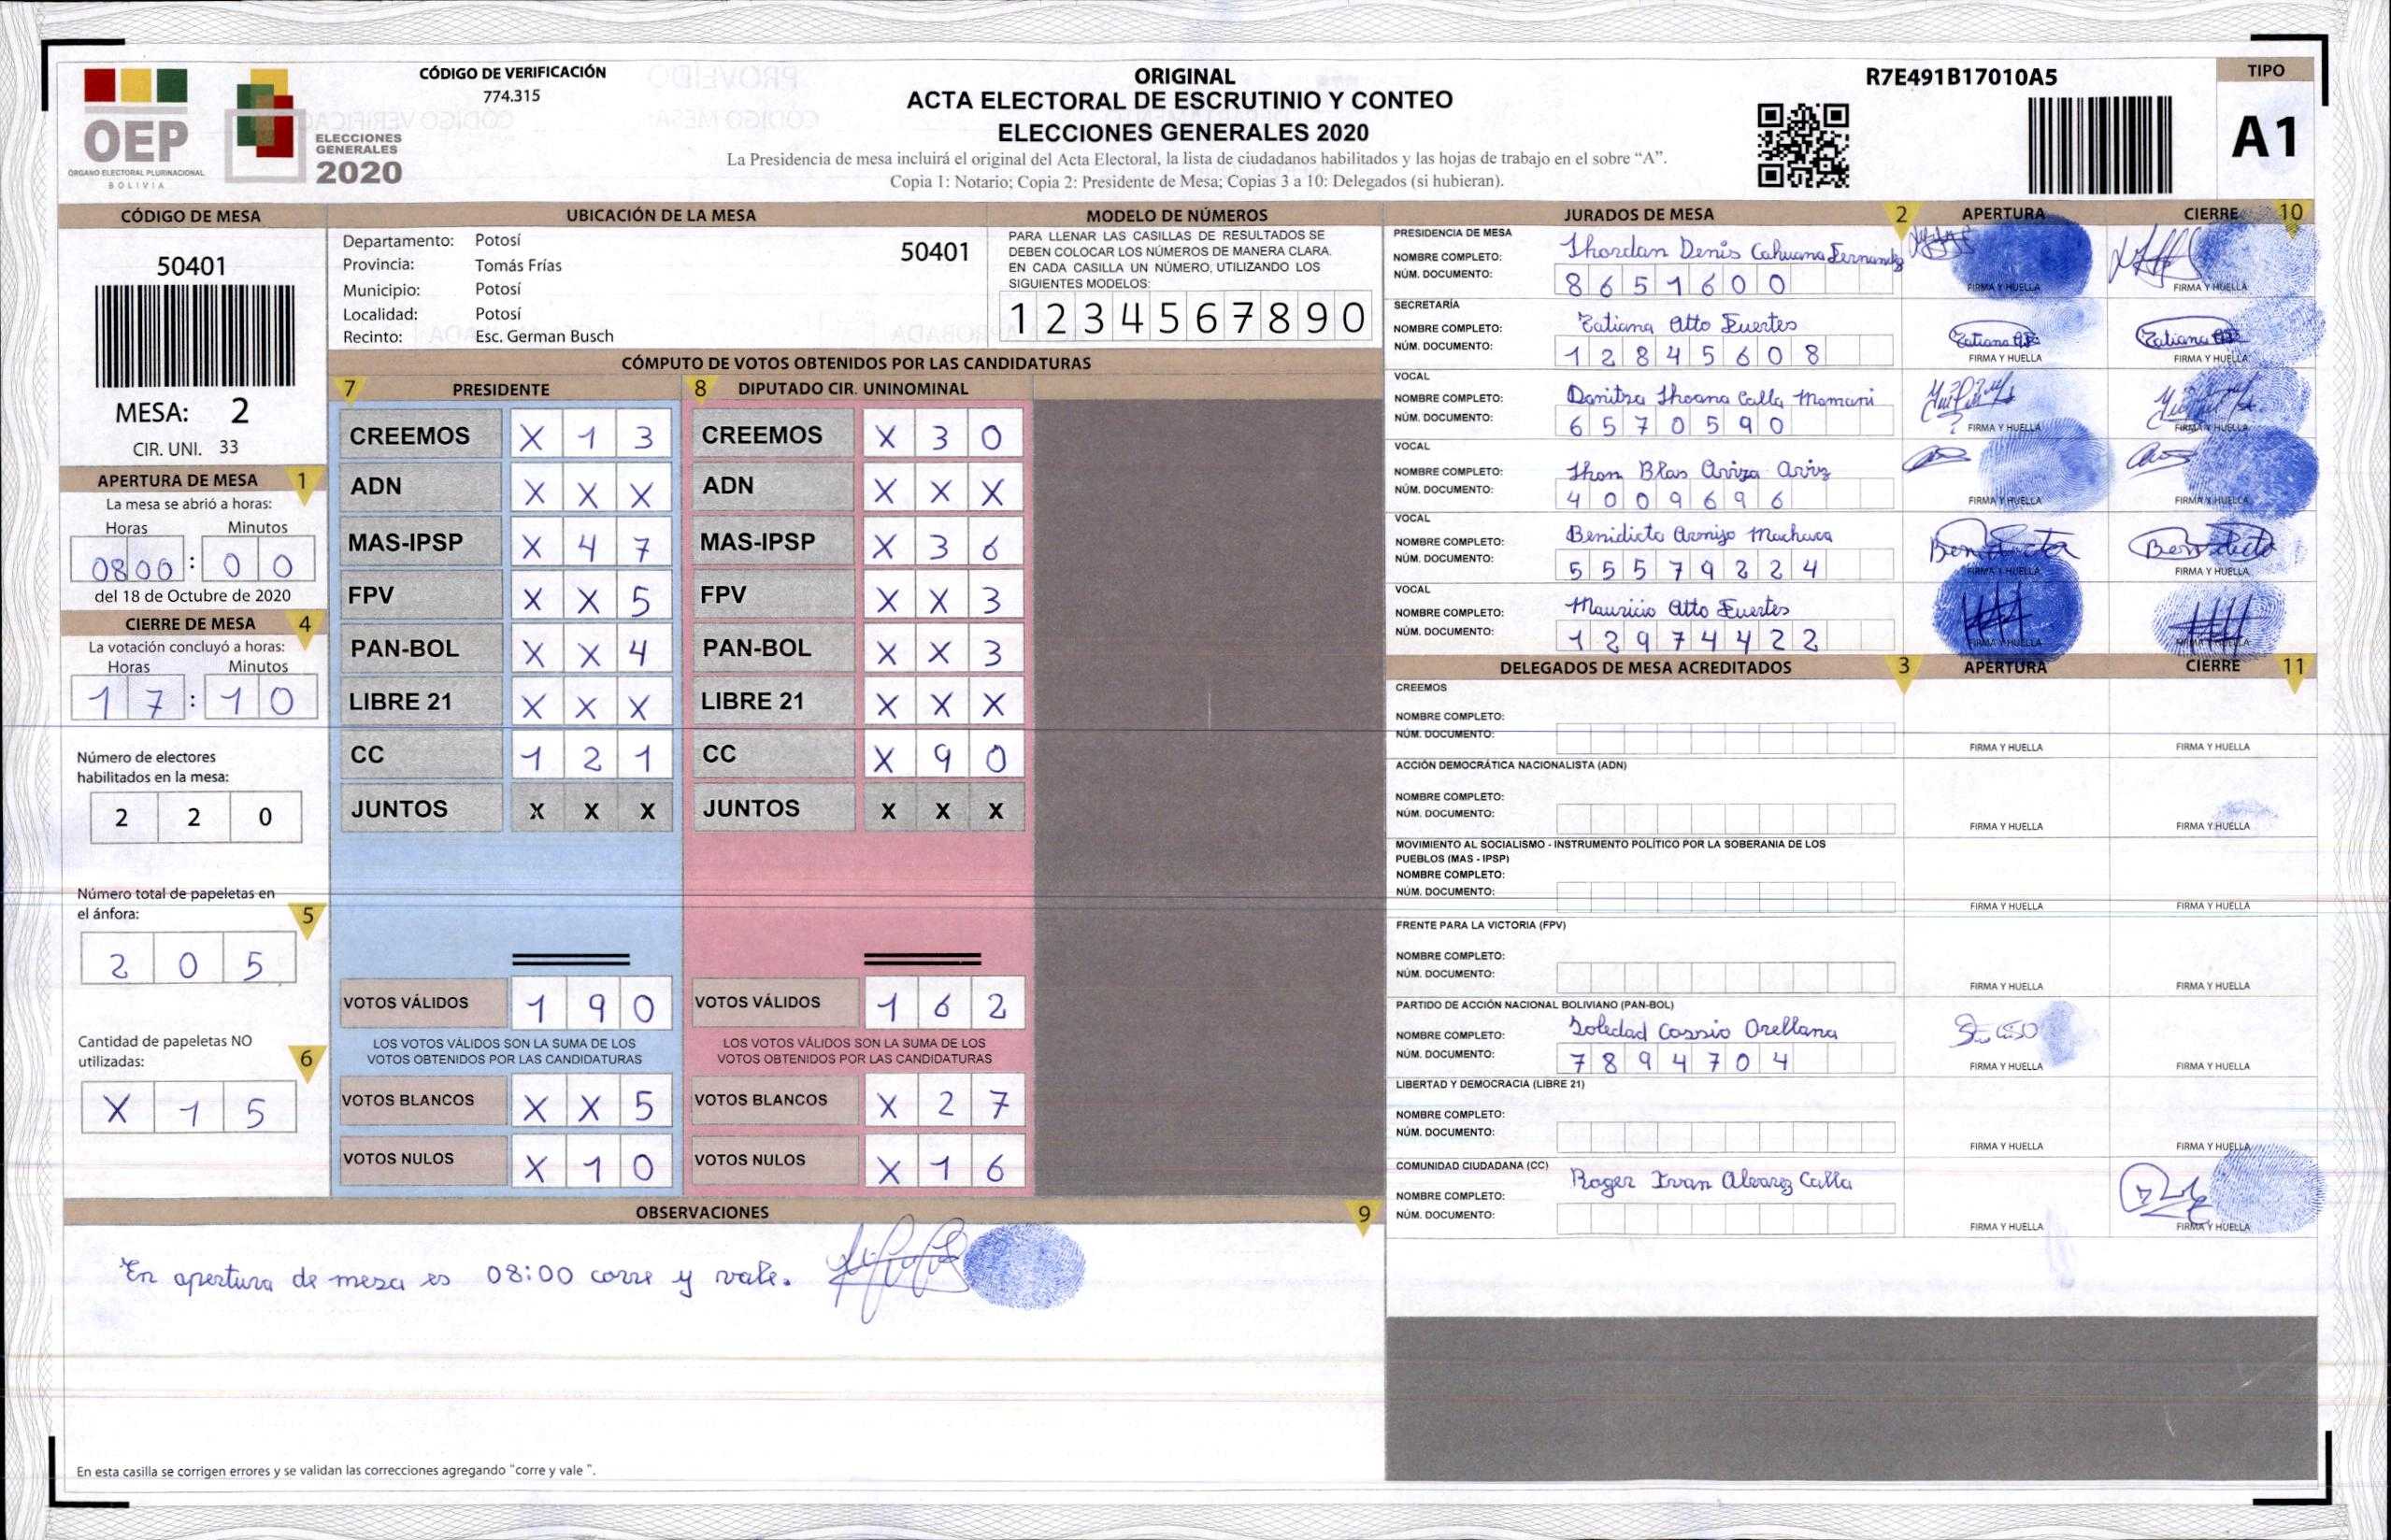 OEP
ÓRGANO ELECTORAL PLURINACIONAL
BOLIVIA
ELECCIONES
GENERALES
2020
CÓDIGO DE VERIFICACIÓN
774.315
ORIGINAL
ACTA ELECTORAL DE ESCRUTINIO Y CONTEO
ELECCIONES GENERALES 2020
La Presidencia de mesa incluirá el original del Acta Electoral, la lista de ciudadanos habilitados y las hojas de trabajo en el sobre “A”.
Copia 1: Notario; Copia 2: Presidente de Mesa; Copias 3 a 10: Delegados (si hubieran).
R7E491B17010A5
TIPO
A1
CÓDIGO DE MESA
50401
MESA: 2
CIR. UNI. 33
APERTURA DE MESA 1
La mesa se abrió a horas:
Horas Minutos
0800 : 0 0
del 18 de Octubre de 2020
CIERRE DE MESA 4
La votación concluyó a horas:
Horas Minutos
1 7 : 1 0
Número de electores
habilitados en la mesa:
2 2 0
Número total de papeletas en
el ánfora: 5
2 0 5
Cantidad de papeletas NO
utilizadas: 6
X 1 5
UBICACIÓN DE LA MESA
Departamento: Potosí
50401
Provincia: Tomás Frías
Municipio: Potosí
Localidad: Potosí
Recinto: Esc. German Busch
MODELO DE NÚMEROS
PARA LLENAR LAS CASILLAS DE RESULTADOS SE
DEBEN COLOCAR LOS NÚMEROS DE MANERA CLARA.
EN CADA CASILLA UN NÚMERO, UTILIZANDO LOS
SIGUIENTES MODELOS:
1 2 3 4 5 6 7 8 9 0
CÓMPUTO DE VOTOS OBTENIDOS POR LAS CANDIDATURAS
7 PRESIDENTE
CREEMOS X 1 3
ADN X X X
MAS-IPSP X 4 7
FPV X X 5
PAN-BOL X X 4
LIBRE 21 X X X
CC 1 2 1
JUNTOS X X X
VOTOS VÁLIDOS 1 9 0
LOS VOTOS VÁLIDOS SON LA SUMA DE LOS
VOTOS OBTENIDOS POR LAS CANDIDATURAS
VOTOS BLANCOS X X 5
VOTOS NULOS X 1 0
8 DIPUTADO CIR. UNINOMINAL
CREEMOS X 3 0
ADN X X X
MAS-IPSP X 3 6
FPV X X 3
PAN-BOL X X 3
LIBRE 21 X X X
CC X 9 0
JUNTOS X X X
VOTOS VÁLIDOS 1 6 2
LOS VOTOS VÁLIDOS SON LA SUMA DE LOS
VOTOS OBTENIDOS POR LAS CANDIDATURAS
VOTOS BLANCOS X 2 7
VOTOS NULOS X 1 6
OBSERVACIONES 9
En apertura de mesa es 08:00 corre y vale.
En esta casilla se corrigen errores y se validan las correcciones agregando "corre y vale ".
JURADOS DE MESA 2 APERTURA CIERRE 10
PRESIDENCIA DE MESA
NOMBRE COMPLETO: Jhordan Denis Cahuana Fernandez
NÚM. DOCUMENTO: 8 6 5 1 6 0 0
FIRMA Y HUELLA FIRMA Y HUELLA
SECRETARÍA
NOMBRE COMPLETO: Tatiana Atto Fuertes
NÚM. DOCUMENTO: 1 2 8 4 5 6 0 8
FIRMA Y HUELLA FIRMA Y HUELLA
VOCAL
NOMBRE COMPLETO: Danitza Jhoana Calla Mamani
NÚM. DOCUMENTO: 6 5 7 0 5 9 0
FIRMA Y HUELLA FIRMA Y HUELLA
VOCAL
NOMBRE COMPLETO: Jhon Blas
NÚM. DOCUMENTO: 4 0 0 9 6 9 6
FIRMA Y HUELLA FIRMA Y HUELLA
VOCAL
NOMBRE COMPLETO: Benidicta Armijo Machaca
NÚM. DOCUMENTO: 5 5 5 7 9 2 2 4
FIRMA Y HUELLA FIRMA Y HUELLA
VOCAL
NOMBRE COMPLETO: Mauricio Atto Fuertes
NÚM. DOCUMENTO: 1 2 9 7 4 4 2 2
FIRMA Y HUELLA FIRMA Y HUELLA
DELEGADOS DE MESA ACREDITADOS 3 APERTURA CIERRE 11
CREEMOS
NOMBRE COMPLETO:
NÚM. DOCUMENTO:
FIRMA Y HUELLA FIRMA Y HUELLA
ACCIÓN DEMOCRÁTICA NACIONALISTA (ADN)
NOMBRE COMPLETO:
NÚM. DOCUMENTO:
FIRMA Y HUELLA FIRMA Y HUELLA
MOVIMIENTO AL SOCIALISMO - INSTRUMENTO POLÍTICO POR LA SOBERANIA DE LOS
PUEBLOS (MAS - IPSP)
NOMBRE COMPLETO:
NÚM. DOCUMENTO:
FIRMA Y HUELLA FIRMA Y HUELLA
FRENTE PARA LA VICTORIA (FPV)
NOMBRE COMPLETO:
NÚM. DOCUMENTO:
FIRMA Y HUELLA FIRMA Y HUELLA
PARTIDO DE ACCIÓN NACIONAL BOLIVIANO (PAN-BOL)
NOMBRE COMPLETO: Soledad Cossio Orellana
NÚM. DOCUMENTO: 7 8 9 4 7 0 4
FIRMA Y HUELLA FIRMA Y HUELLA
LIBERTAD Y DEMOCRACIA (LIBRE 21)
NOMBRE COMPLETO:
NÚM. DOCUMENTO:
FIRMA Y HUELLA FIRMA Y HUELLA
COMUNIDAD CIUDADANA (CC)
NOMBRE COMPLETO: Roger Ivan Alvarez Calla
NÚM. DOCUMENTO:
FIRMA Y HUELLA FIRMA Y HUELLA